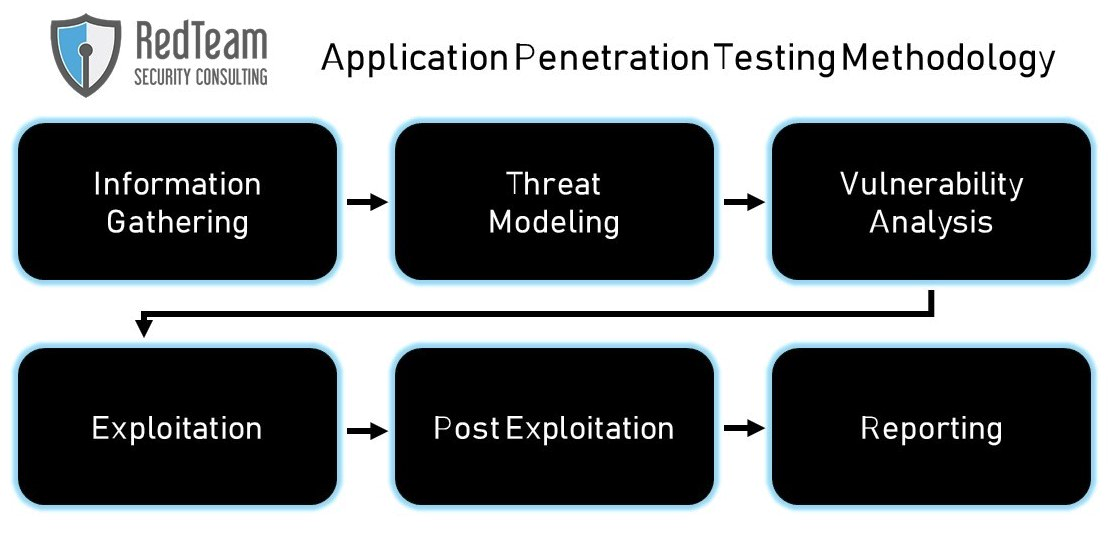 RedTeam
SECURITY CONSULTING
Application Penetration Testing Methodology
Information
Gathering
Threat
Modeling
Vulnerability
Analysis
Exploitation
Post Exploitation
Reporting